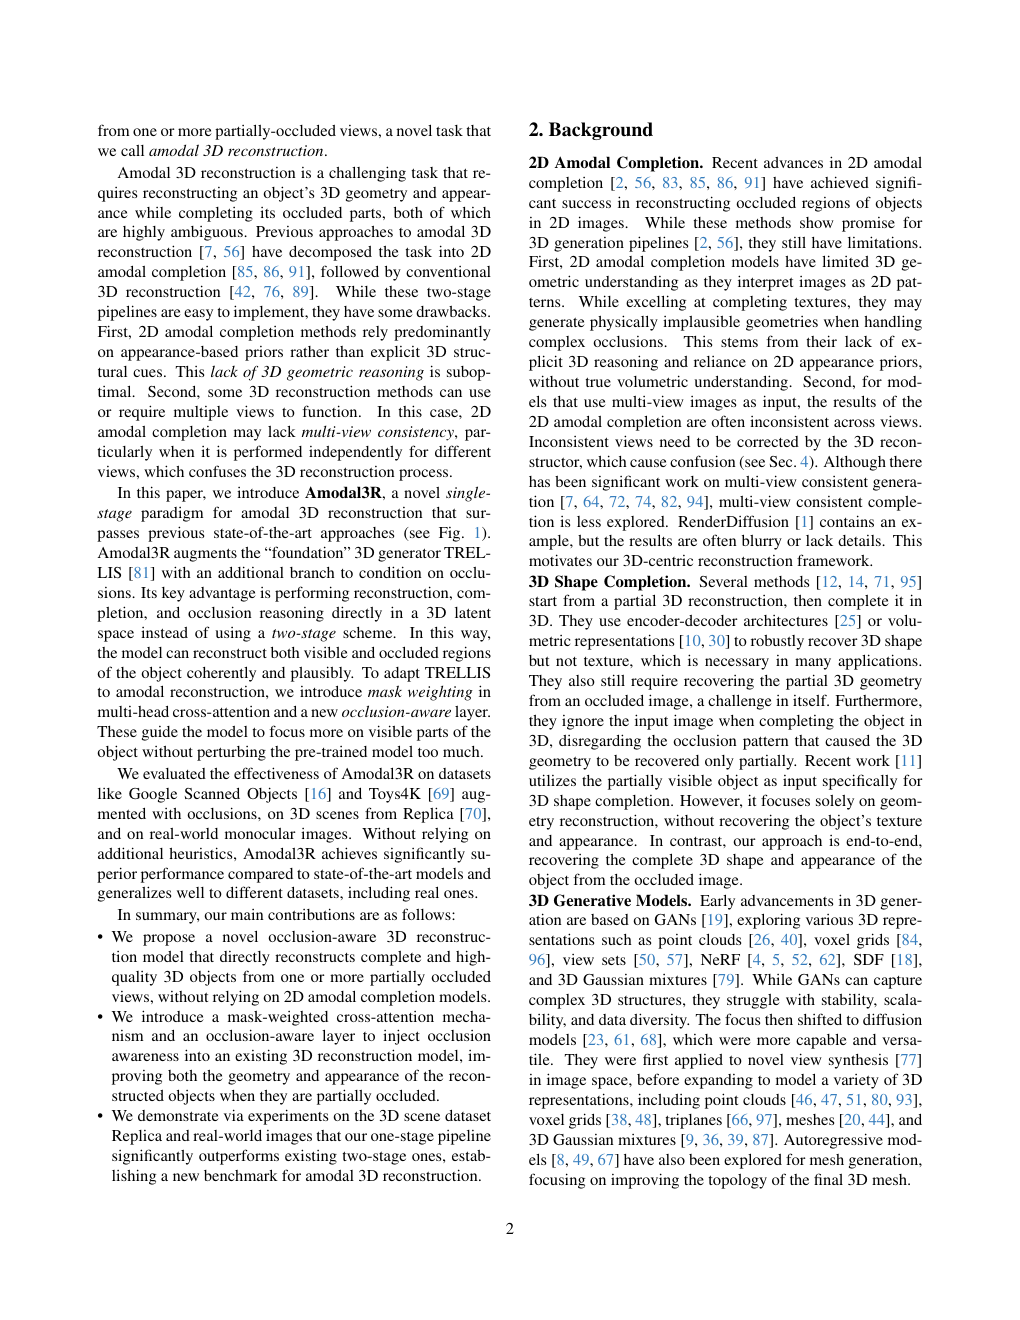 from one or more partially-occluded views, a novel task that
we call amodal 3D reconstruction.
Amodal 3D reconstruction is a challenging task that re-
quires reconstructing an object's 3D geometry and appear-
ance while completing its occluded parts, both of which
are highly ambiguous. Previous approaches to amodal 3D
reconstruction [7, 56] have decomposed the task into 2D
amodal completion [85, 86, 91], followed by conventional
3D reconstruction [42, 76, 89]. While these two-stage
pipelines are easy to implement, they have some drawbacks.
First, 2D amodal completion methods rely predominantly
on appearance-based priors rather than explicit 3D struc-
tural cues. This lack of 3D geometric reasoning is subop-
timal. Second, some 3D reconstruction methods can use
or require multiple views to function. In this case, 2D
amodal completion may lack multi-view consistency, par-
ticularly when it is performed independently for different
views, which confuses the 3D reconstruction process.
In this paper, we introduce Amodal3R, a novel single-
stage paradigm for amodal 3D reconstruction that sur-
passes previous state-of-the-art approaches (see Fig. 1).
Amodal3R augments the “foundation” 3D generator TREL-
LIS [81] with an additional branch to condition on occlu-
sions. Its key advantage is performing reconstruction, com-
pletion, and occlusion reasoning directly in a 3D latent
space instead of using a two-stage scheme. In this way,
the model can reconstruct both visible and occluded regions
of the object coherently and plausibly. To adapt TRELLIS
to amodal reconstruction, we introduce mask weighting in
multi-head cross-attention and a new occlusion-aware layer.
These guide the model to focus more on visible parts of the
object without perturbing the pre-trained model too much.
We evaluated the effectiveness of Amodal3R on datasets
like Google Scanned Objects [16] and Toys4K [69] aug-
mented with occlusions, on 3D scenes from Replica [70],
and on real-world monocular images. Without relying on
additional heuristics, Amodal3R achieves significantly su-
perior performance compared to state-of-the-art models and
generalizes well to different datasets, including real ones.
In summary, our main contributions are as follows:
• We propose a novel occlusion-aware 3D reconstruc-
tion model that directly reconstructs complete and high-
quality 3D objects from one or more partially occluded
views, without relying on 2D amodal completion models.
• We introduce a mask-weighted cross-attention mecha-
nism and an occlusion-aware layer to inject occlusion
awareness into an existing 3D reconstruction model, im-
proving both the geometry and appearance of the recon-
structed objects when they are partially occluded.
• We demonstrate via experiments on the 3D scene dataset
Replica and real-world images that our one-stage pipeline
significantly outperforms existing two-stage ones, estab-
lishing a new benchmark for amodal 3D reconstruction.
2. Background
2D Amodal Completion. Recent advances in 2D amodal
completion [2, 56, 83, 85, 86, 91] have achieved signifi-
cant success in reconstructing occluded regions of objects
in 2D images. While these methods show promise for
3D generation pipelines [2, 56], they still have limitations.
First, 2D amodal completion models have limited 3D ge-
ometric understanding as they interpret images as 2D pat-
terns. While excelling at completing textures, they may
generate physically implausible geometries when handling
complex occlusions. This stems from their lack of ex-
plicit 3D reasoning and reliance on 2D appearance priors,
without true volumetric understanding. Second, for mod-
els that use multi-view images as input, the results of the
2D amodal completion are often inconsistent across views.
Inconsistent views need to be corrected by the 3D recon-
structor, which cause confusion (see Sec. 4). Although there
has been significant work on multi-view consistent genera-
tion [7, 64, 72, 74, 82, 94], multi-view consistent comple-
tion is less explored. RenderDiffusion [1] contains an ex-
ample, but the results are often blurry or lack details. This
motivates our 3D-centric reconstruction framework.
3D Shape Completion. Several methods [12, 14, 71, 95]
start from a partial 3D reconstruction, then complete it in
3D. They use encoder-decoder architectures [25] or volu-
metric representations [10, 30] to robustly recover 3D shape
but not texture, which is necessary in many applications.
They also still require recovering the partial 3D geometry
from an occluded image, a challenge in itself. Furthermore,
they ignore the input image when completing the object in
3D, disregarding the occlusion pattern that caused the 3D
geometry to be recovered only partially. Recent work [11]
utilizes the partially visible object as input specifically for
3D shape completion. However, it focuses solely on geom-
etry reconstruction, without recovering the object's texture
and appearance. In contrast, our approach is end-to-end,
recovering the complete 3D shape and appearance of the
object from the occluded image.
3D Generative Models. Early advancements in 3D gener-
ation are based on GANs [19], exploring various 3D repre-
sentations such as point clouds [26, 40], voxel grids [84,
96], view sets [50, 57], NeRF [4, 5, 52, 62], SDF [18],
and 3D Gaussian mixtures [79]. While GANs can capture
complex 3D structures, they struggle with stability, scala-
bility, and data diversity. The focus then shifted to diffusion
models [23, 61, 68], which were more capable and versa-
tile. They were first applied to novel view synthesis [77]
in image space, before expanding to model a variety of 3D
representations, including point clouds [46, 47, 51, 80, 93],
voxel grids [38, 48], triplanes [66, 97], meshes [20, 44], and
3D Gaussian mixtures [9, 36, 39, 87]. Autoregressive mod-
els [8, 49, 67] have also been explored for mesh generation,
focusing on improving the topology of the final 3D mesh.
2